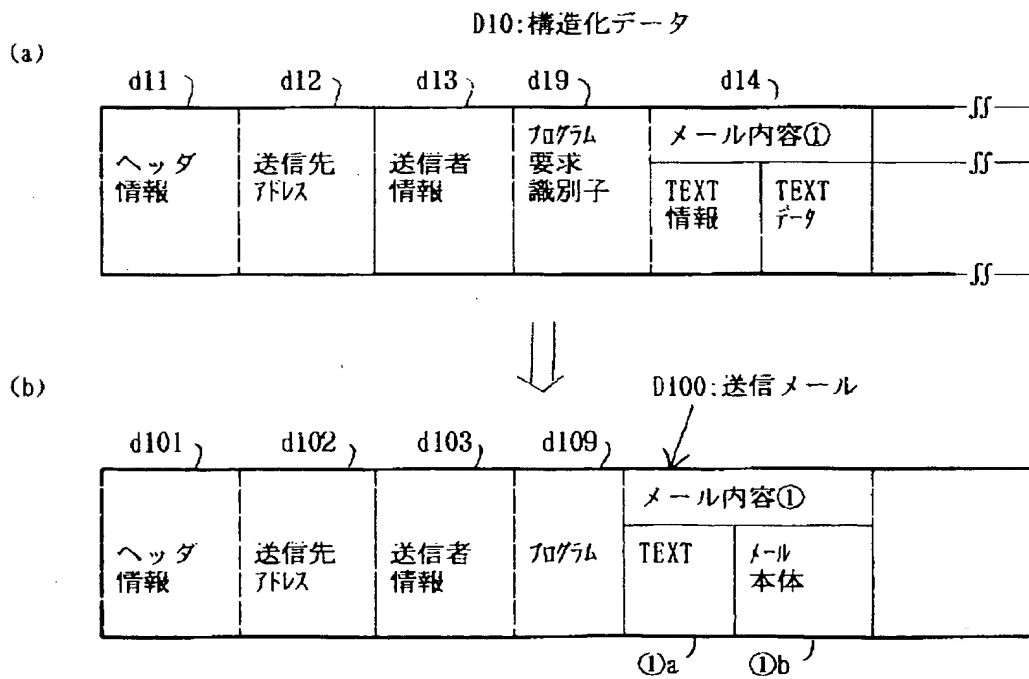 D10:構造化データ
(a)
d11 d12 d13 d19 d14
ヘッダ
情報
送信先
アドレス
送信者
情報
プログラム
要求
識別子
メール内容①
TEXT
情報
TEXT
データ
(b)
D100:送信メール
d101 d102 d103 d109
ヘッダ
情報
送信先
アドレス
送信者
情報
プログラム
メール内容①
TEXT
メール
本体
①a ①b